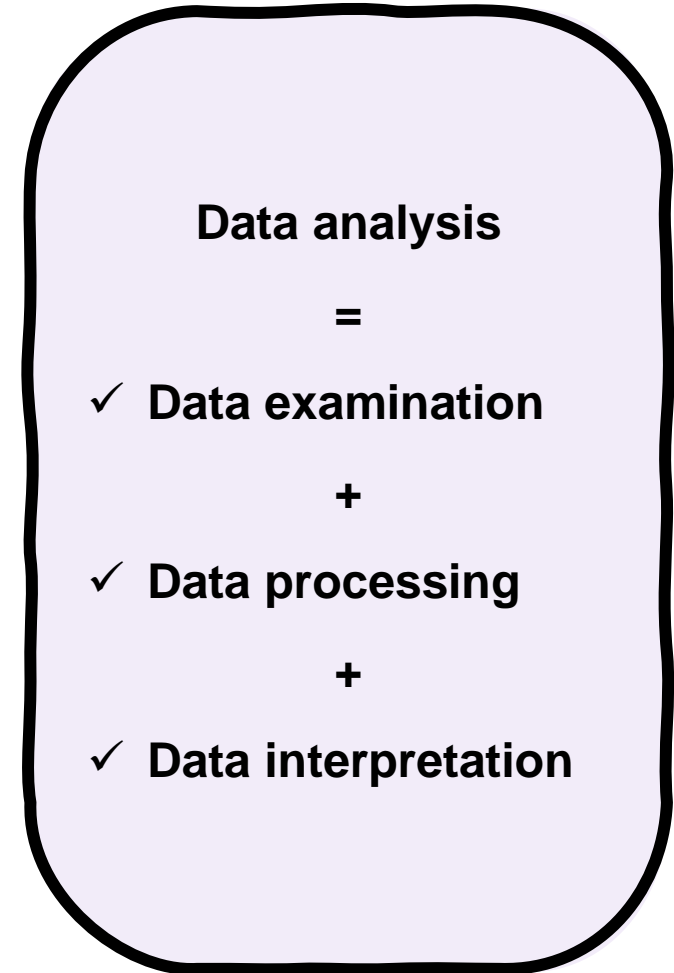 Data analysis
=
✓ Data examination
+
✓ Data processing
+
✓ Data interpretation